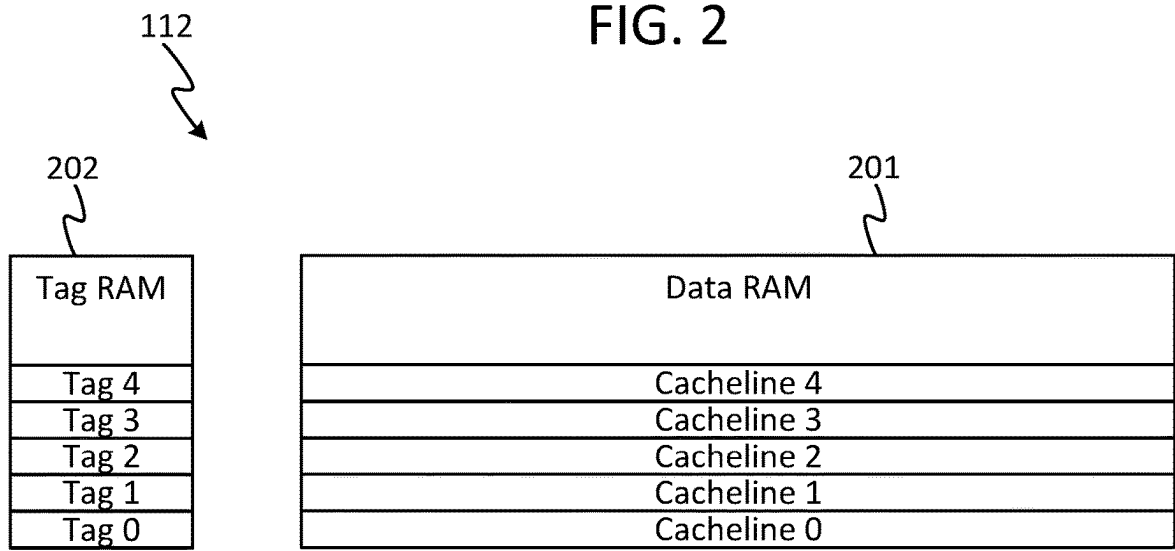 FIG. 2
112
202
201
Tag RAM
Data RAM
Tag 4
Cacheline 4
Tag 3
Cacheline 3
Tag 2
Cacheline 2
Tag 1
Cacheline 1
Tag 0
Cacheline 0